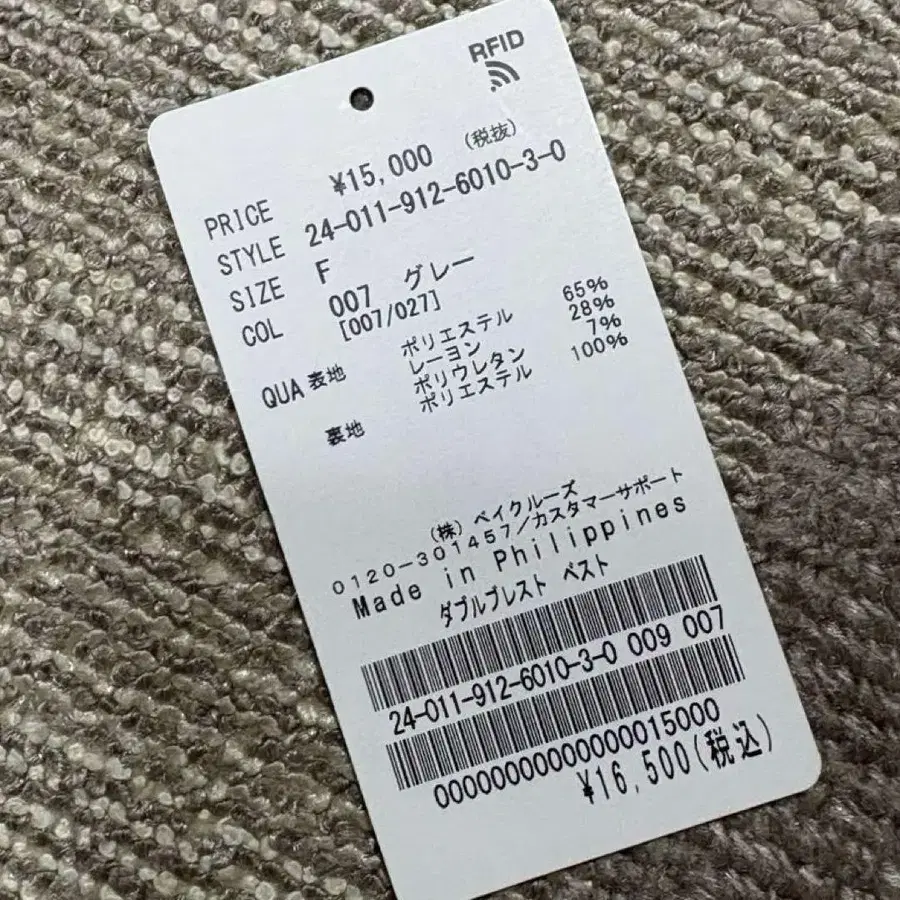 RFID
PRICE ¥15,000 (税抜)
STYLE 24-011-912-6010-3-0
SIZE F
COL 007 グレー
[007/027]
QUA 表地 ポリエステル 65%
レーヨン 28%
ポリウレタン 7%
裏地 ポリエステル 100%
(株) ベイクルーズ
0120-301457/カスタマーサポート
Made in Philippines
ダブルブレスト ベスト
24-011-912-6010-3-0 009 007
0000000000000015000
¥16,500(税込)